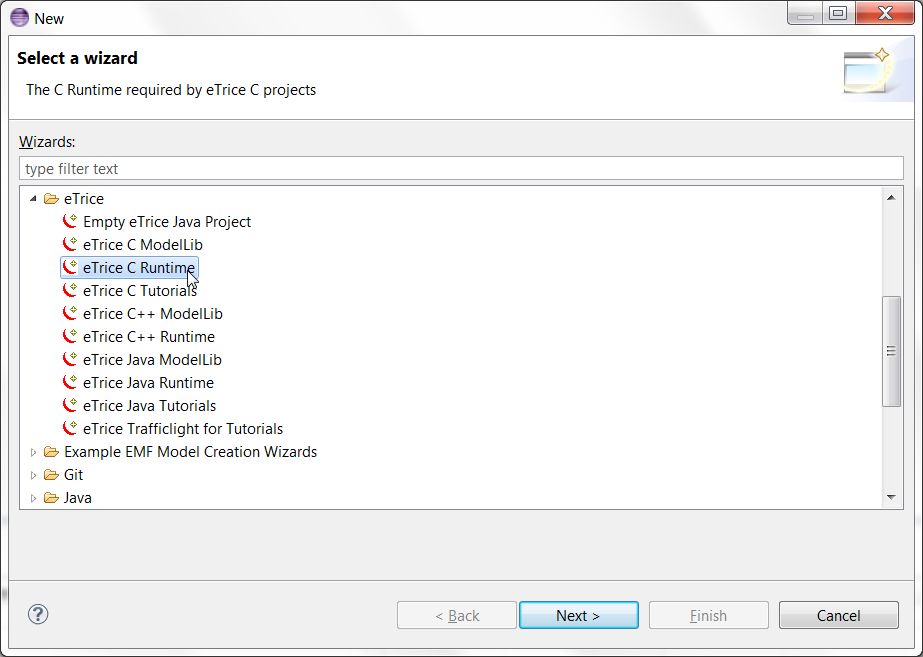 New
Select a wizard
The C Runtime required by eTrice C projects
Wizards:
type filter text
eTrice
Empty eTrice Java Project
eTrice C ModelLib
eTrice C Runtime
eTrice C Tutorials
eTrice C++ ModelLib
eTrice C++ Runtime
eTrice Java ModelLib
eTrice Java Runtime
eTrice Java Tutorials
eTrice Trafficlight for Tutorials
Example EMF Model Creation Wizards
Git
Java
? < Back Next > Finish Cancel